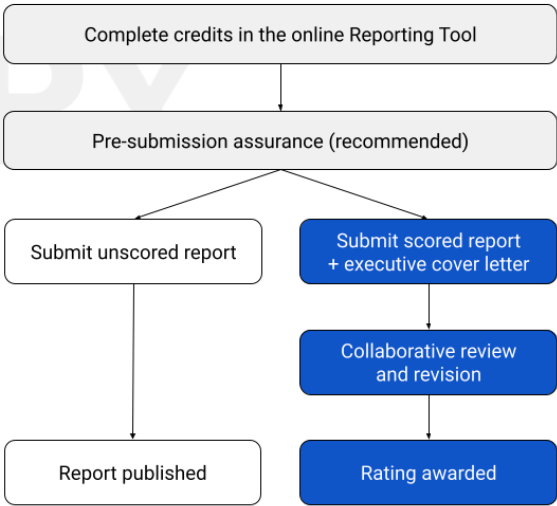 Complete credits in the online Reporting Tool
Pre-submission assurance (recommended)
Submit unscored report
Submit scored report
+ executive cover letter
Collaborative review
and revision
Report published
Rating awarded